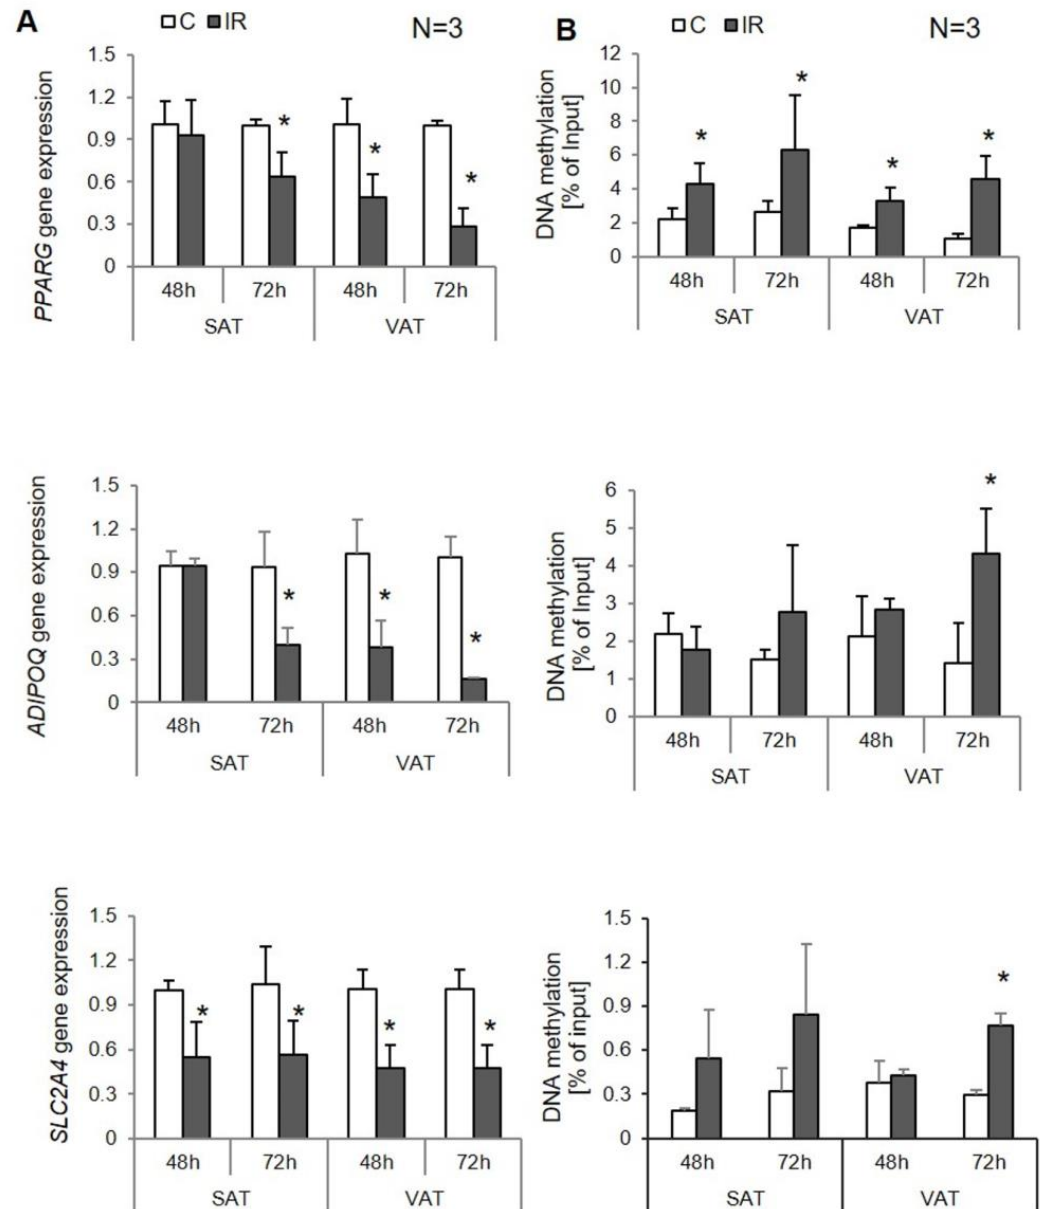 A
C IR
N=3
PPARG gene expression
1.5
1.2
0.9
0.6
0.3
0
*
*
*
48h 72h 48h 72h
SAT VAT
B
C IR
N=3
DNA methylation
[% of Input]
12
10
8
6
4
2
0
*
*
*
*
48h 72h 48h 72h
SAT VAT
ADIPOQ gene expression
1.5
1.2
0.9
0.6
0.3
0
*
*
*
48h 72h 48h 72h
SAT VAT
DNA methylation
[% of Input]
6
5
4
3
2
1
0
*
48h 72h 48h 72h
SAT VAT
SLC2A4 gene expression
1.5
1.2
0.9
0.6
0.3
0
*
*
*
*
48h 72h 48h 72h
SAT VAT
DNA methylation
[% of input]
1.5
1.2
0.9
0.6
0.3
0
*
48h 72h 48h 72h
SAT VAT